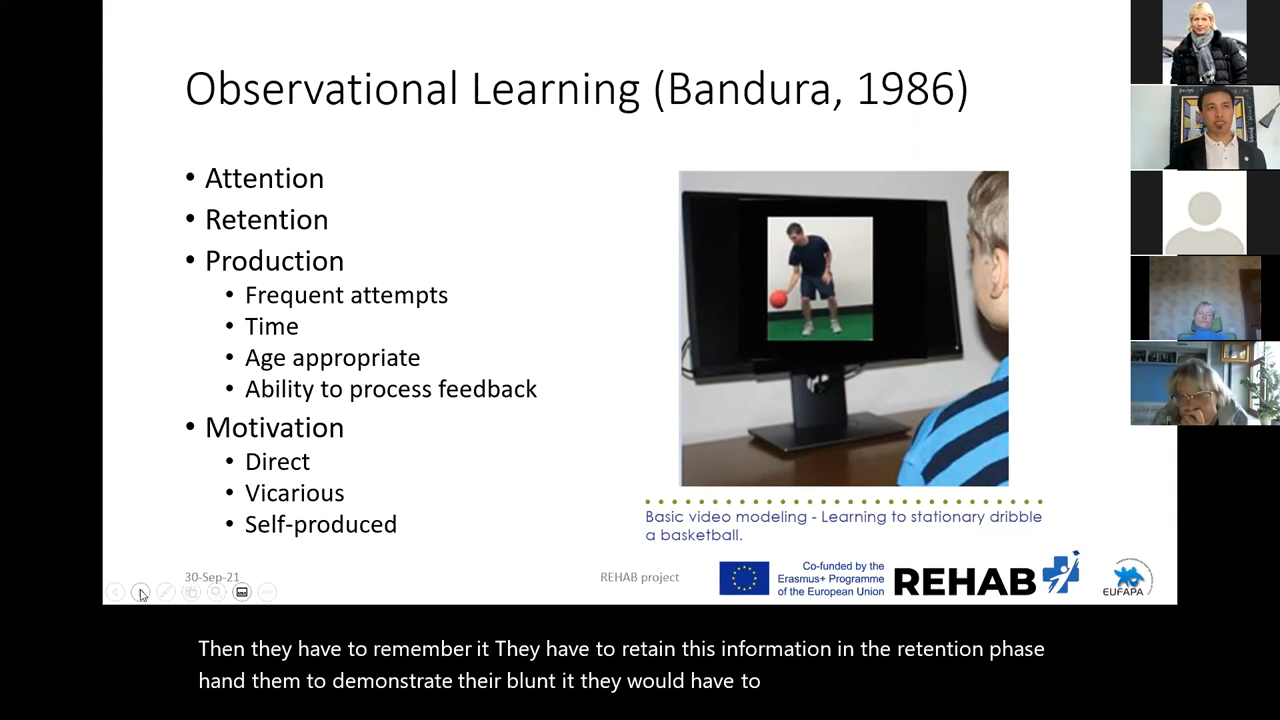 Observational Learning (Bandura, 1986)
• Attention
• Retention
• Production
• Frequent attempts
• Time
• Age appropriate
• Ability to process feedback
• Motivation
• Direct
• Vicarious
• Self-produced
Basic video modeling - Learning to stationary dribble
a basketball.
30-Sep-21
REHAB project
Co-funded by the
Erasmus+ Programme
of the European Union
REHAB
EUFAPA
Then they have to remember it They have to retain this information in the retention phase
hand them to demonstrate their blunt it they would have to